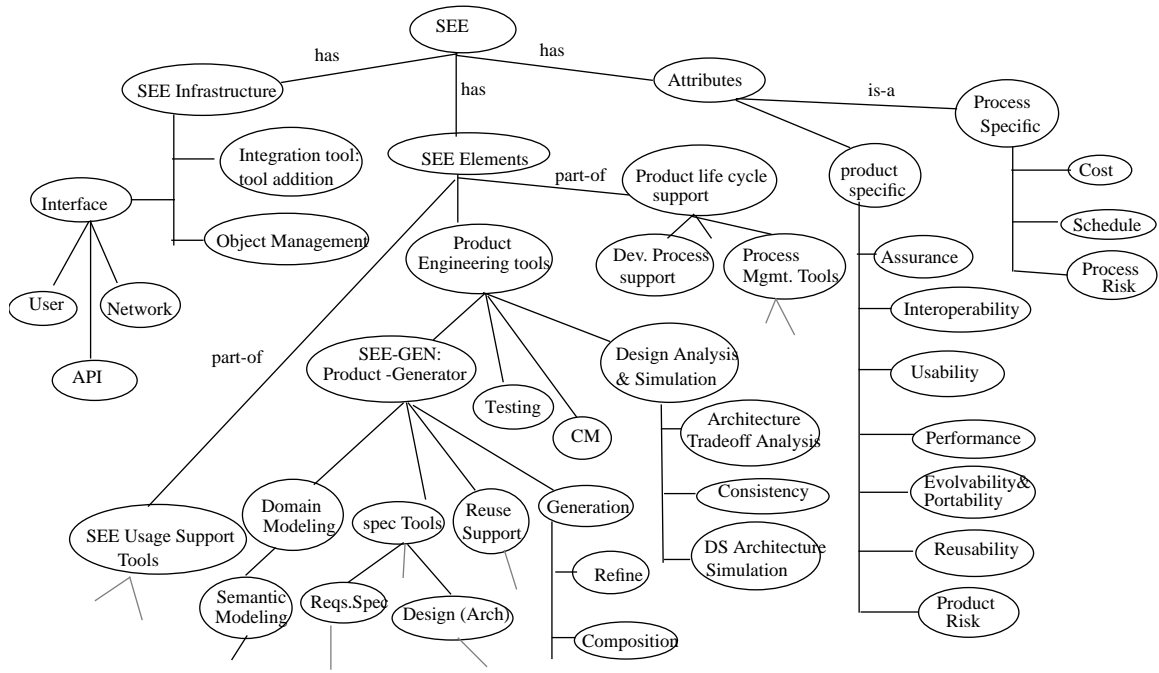 SEE
has
has
has
SEE Infrastructure
Attributes
is-a
Process
Specific
Integration tool:
tool addition
SEE Elements
part-of
Product life cycle
support
product
specific
Cost
Interface
Object Management
Product
Engineering tools
Dev. Process
support
Process
Mgmt. Tools
Schedule
Assurance
Process
Risk
User
Network
Interoperability
API
part-of
SEE-GEN:
Product -Generator
Design Analysis
& Simulation
Usability
Testing
CM
Architecture
Tradeoff Analysis
Performance
Consistency
Evolvability&
Portability
SEE Usage Support
Tools
Domain
Modeling
spec Tools
Reuse
Support
Generation
DS Architecture
Simulation
Reusability
Refine
Semantic
Modeling
Reqs.Spec
Design (Arch)
Composition
Product
Risk